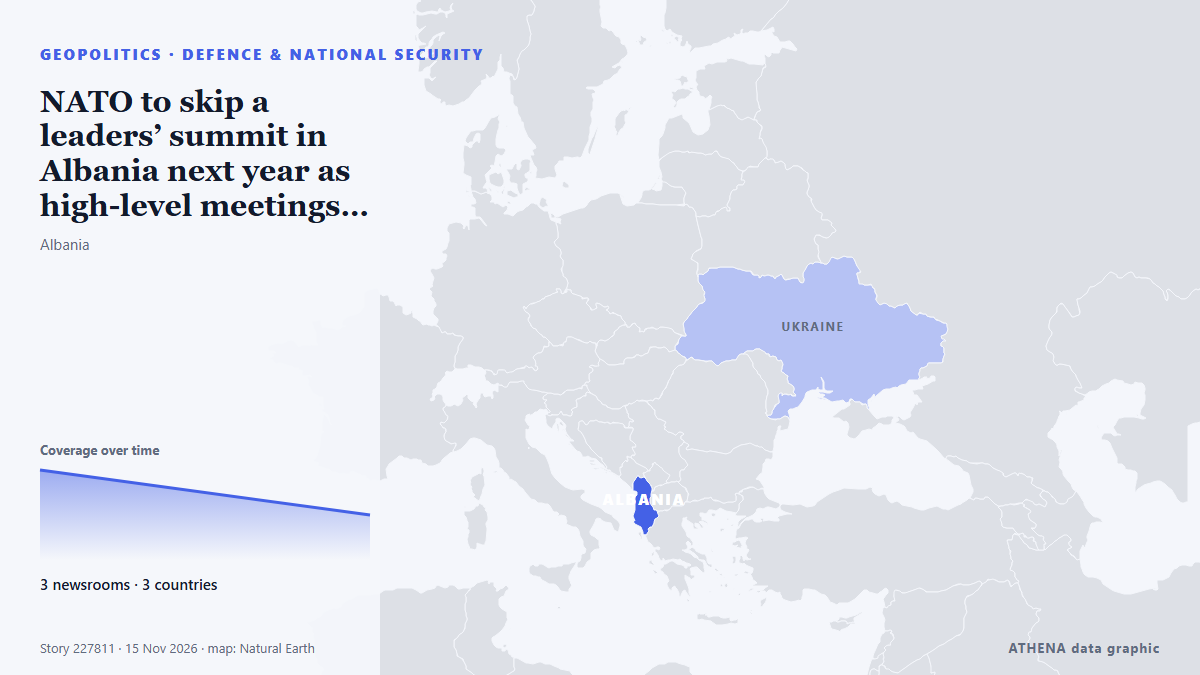 GEOPOLITICS · DEFENCE & NATIONAL SECURITY
NATO to skip a
leaders’ summit in
Albania next year as
high-level meetings...
Albania
UKRAINE
ALBANIA
Coverage over time
3 newsrooms · 3 countries
Story 227811 · 15 Nov 2026 · map: Natural Earth
ATHENA data graphic